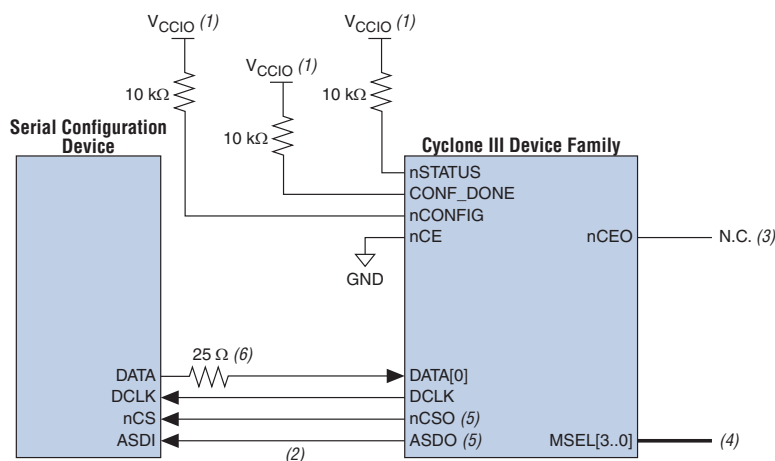 V_CCIO (1)
V_CCIO (1)
V_CCIO (1)
10 kΩ
10 kΩ
10 kΩ
Serial Configuration
Device
Cyclone III Device Family
nSTATUS
CONF_DONE
nCONFIG
nCE
nCEO
N.C. (3)
GND
25 Ω (6)
DATA
DATA[0]
DCLK
DCLK
nCS
nCSO (5)
ASDI
(2)
ASDO (5)
MSEL[3..0]
(4)